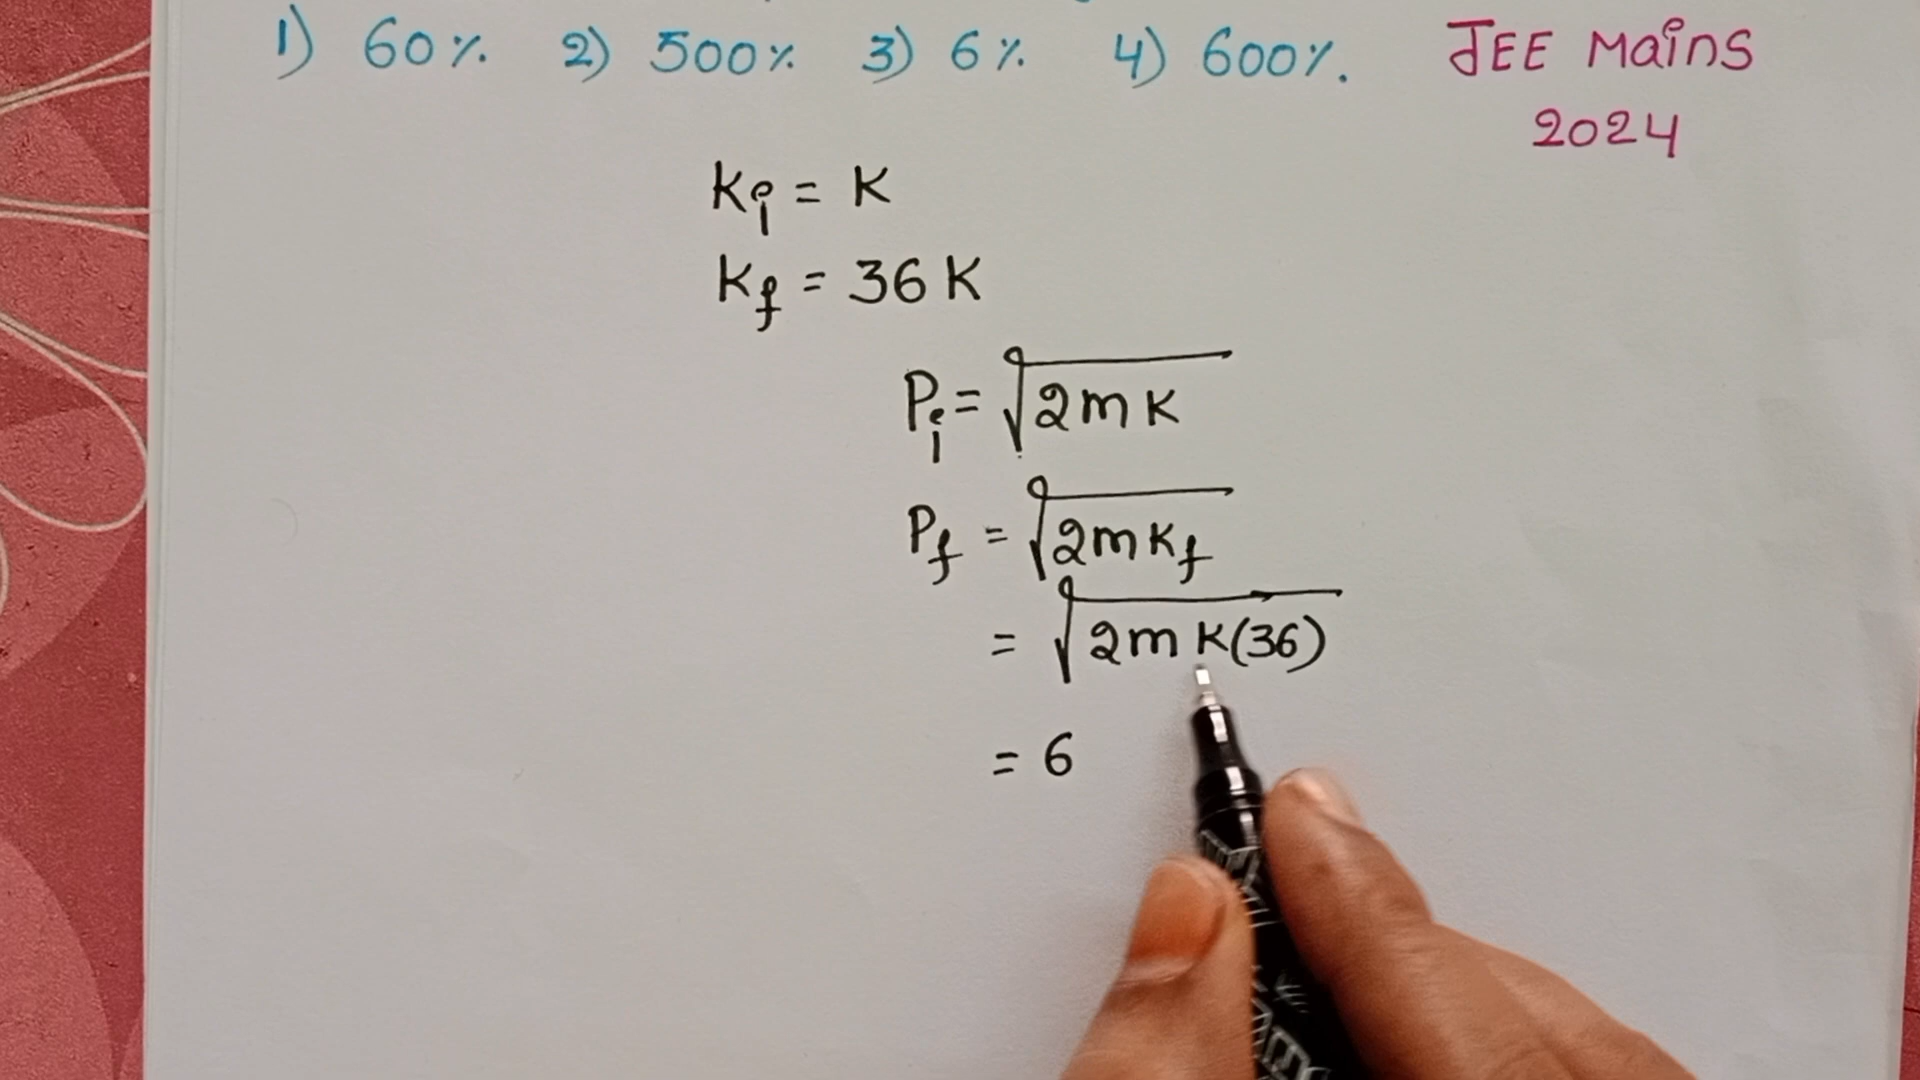 1) 60% 2) 500% 3) 6% 4) 600%. JEE Mains
2024
Ki = K
Kf = 36 K
Pi = √2mK
Pf = √2mKf
= √2mK(36)
= 6